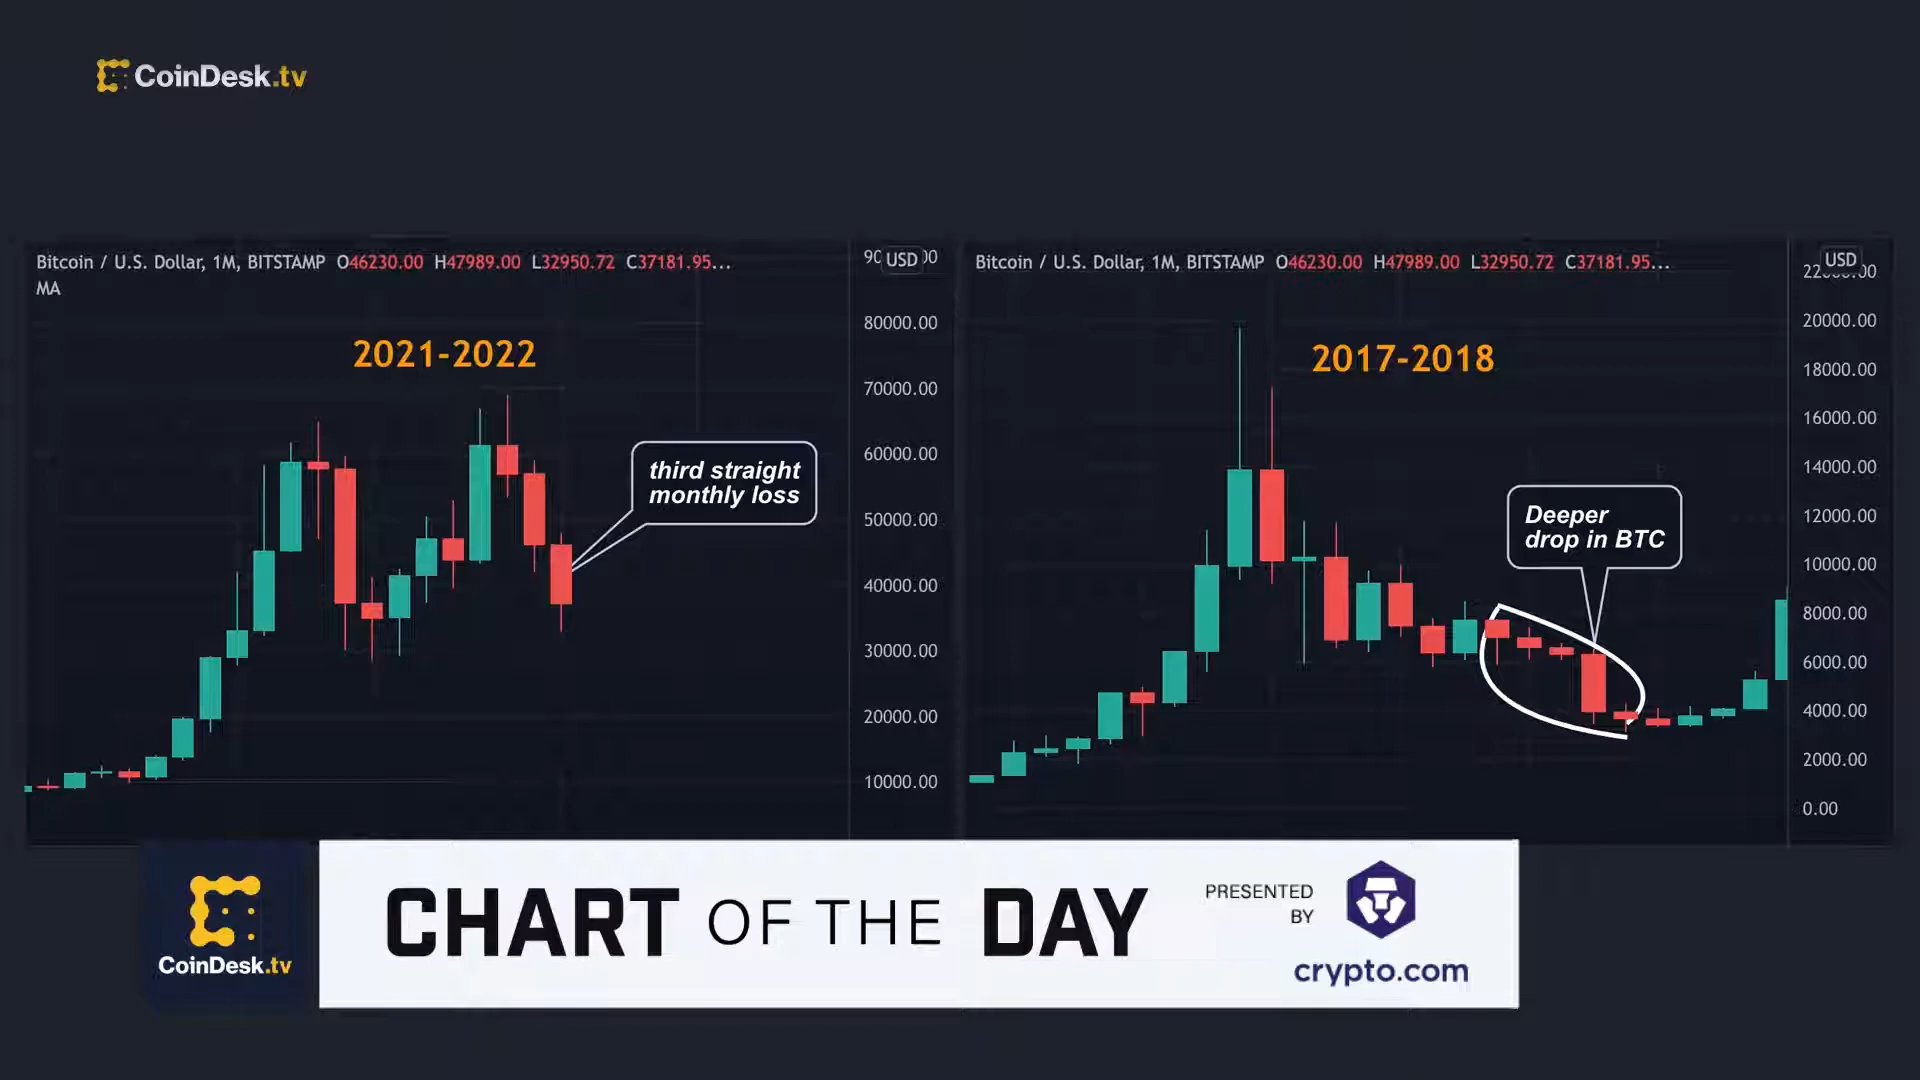 CoinDesk.tv
Bitcoin / U.S. Dollar, 1M, BITSTAMP O46230.00 H47989.00 L32950.72 C37181.95...
MA
2021-2022
third straight
monthly loss
USD
80000.00
70000.00
60000.00
50000.00
40000.00
30000.00
20000.00
10000.00
Bitcoin / U.S. Dollar, 1M, BITSTAMP O46230.00 H47989.00 L32950.72 C37181.95...
2017-2018
Deeper
drop in BTC
USD
20000.00
18000.00
16000.00
14000.00
12000.00
10000.00
8000.00
6000.00
4000.00
2000.00
0.00
CoinDesk.tv
CHART OF THE DAY
PRESENTED
BY
crypto.com